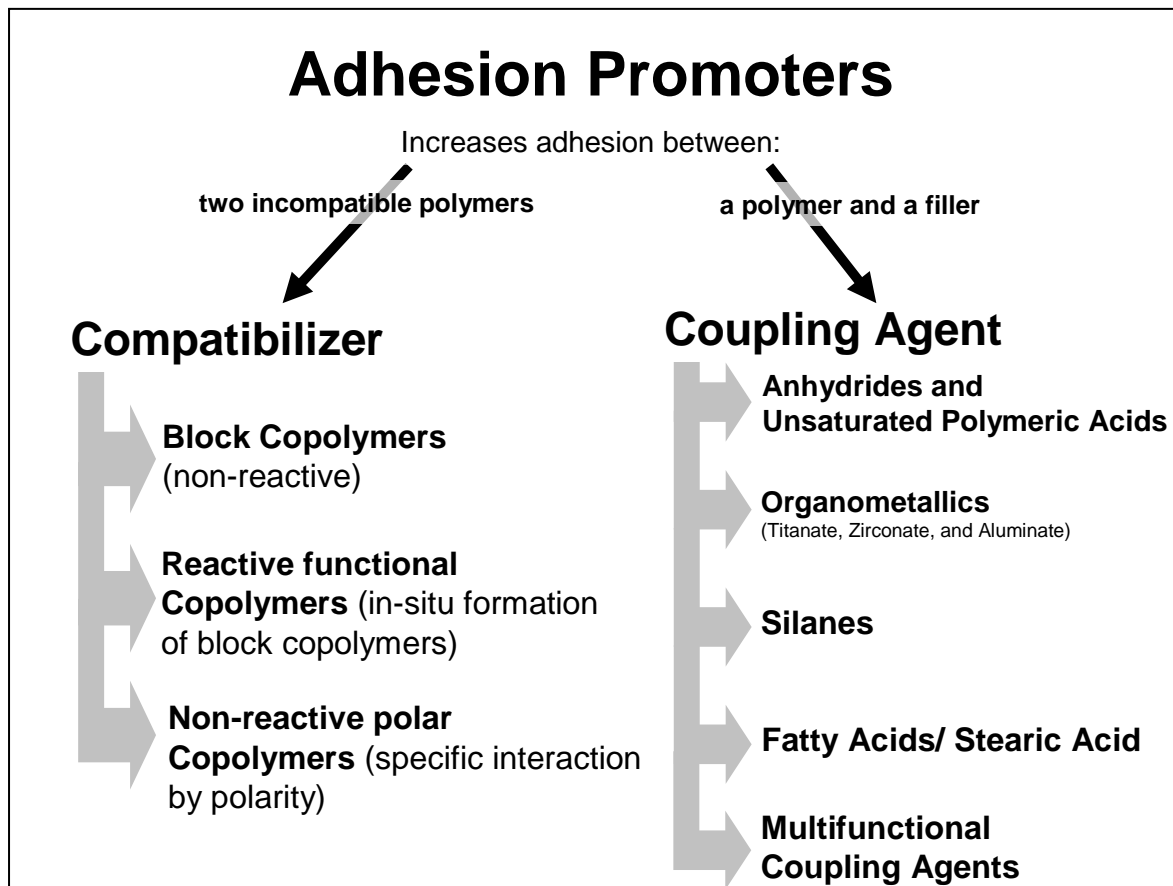 Adhesion Promoters
Increases adhesion between:
two incompatible polymers
a polymer and a filler
Compatibilizer
Block Copolymers
(non-reactive)
Reactive functional
Copolymers (in-situ formation
of block copolymers)
Non-reactive polar
Copolymers (specific interaction
by polarity)
Coupling Agent
Anhydrides and
Unsaturated Polymeric Acids
Organometallics
(Titanate, Zirconate, and Aluminate)
Silanes
Fatty Acids/ Stearic Acid
Multifunctional
Coupling Agents